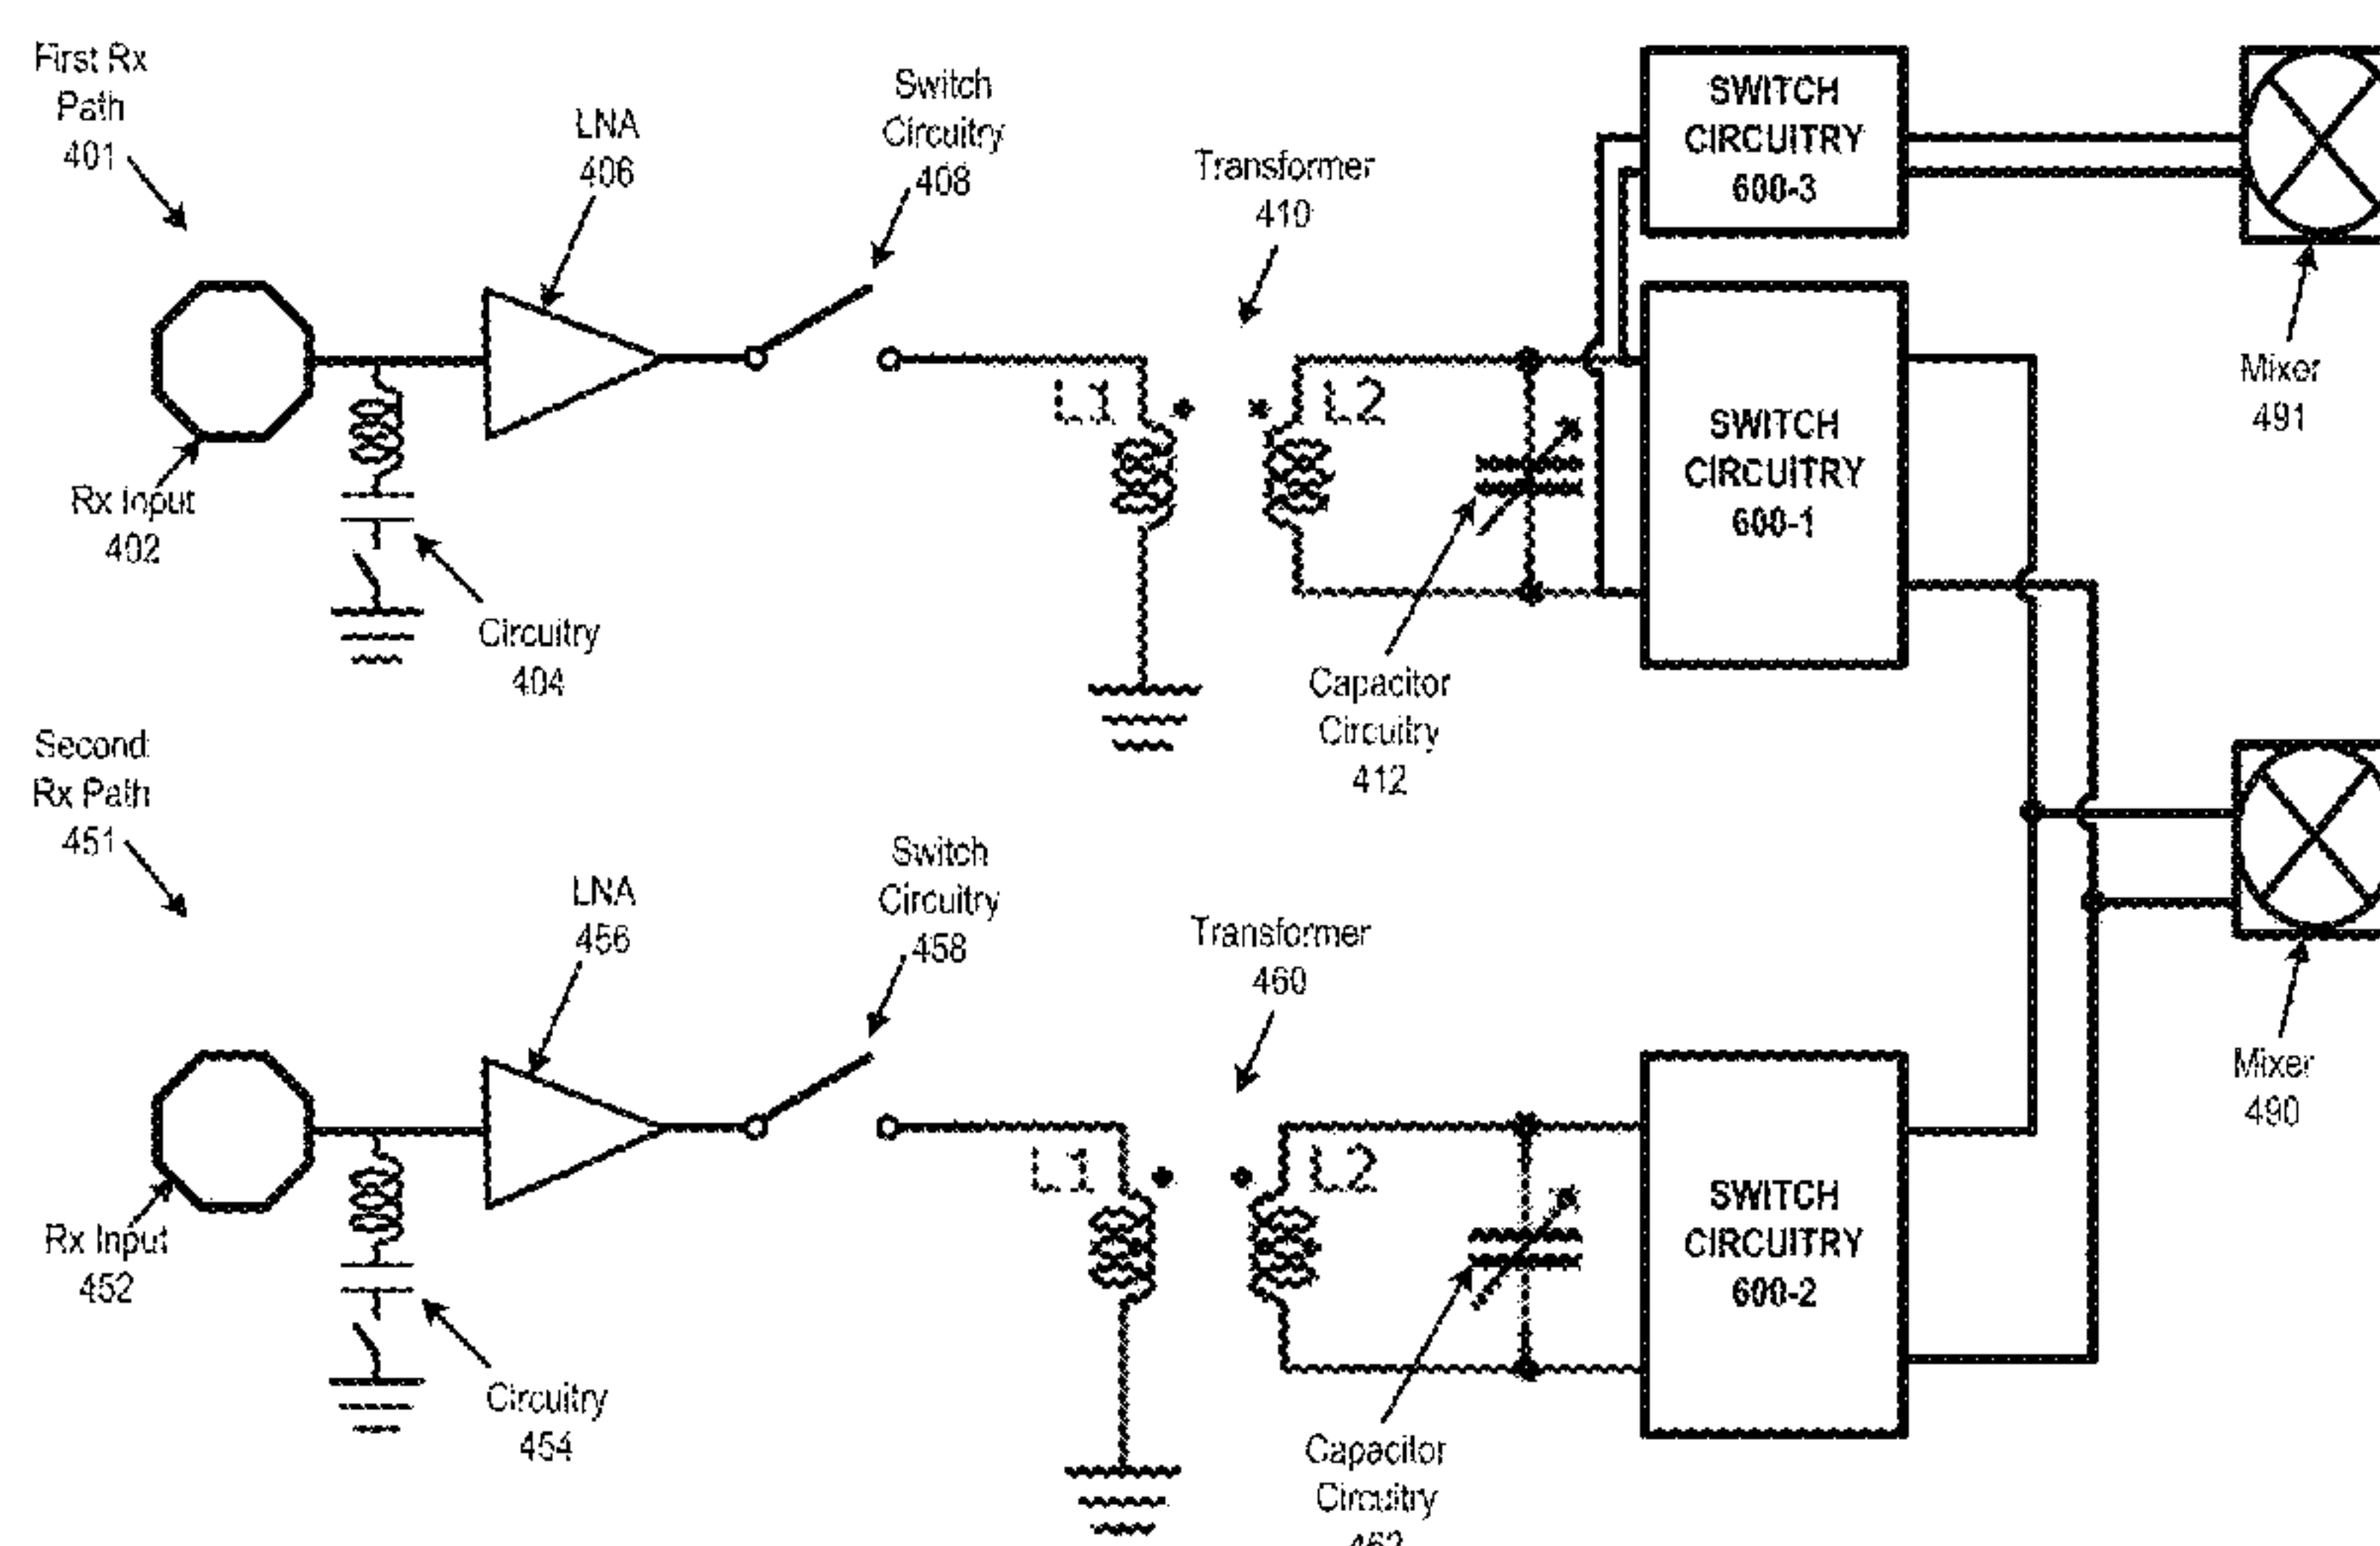 First Rx
Path
401
LNA
406
Switch
Circuitry
408
Transformer
410
SWITCH
CIRCUITRY
600-3
Mixer
491
Rx Input
402
Circuitry
404
L1
L2
Capacitor
Circuitry
412
SWITCH
CIRCUITRY
600-1
Second
Rx Path
451
LNA
456
Switch
Circuitry
458
Transformer
460
Mixer
490
Rx Input
452
Circuitry
454
L1
L2
Capacitor
Circuitry
SWITCH
CIRCUITRY
600-2